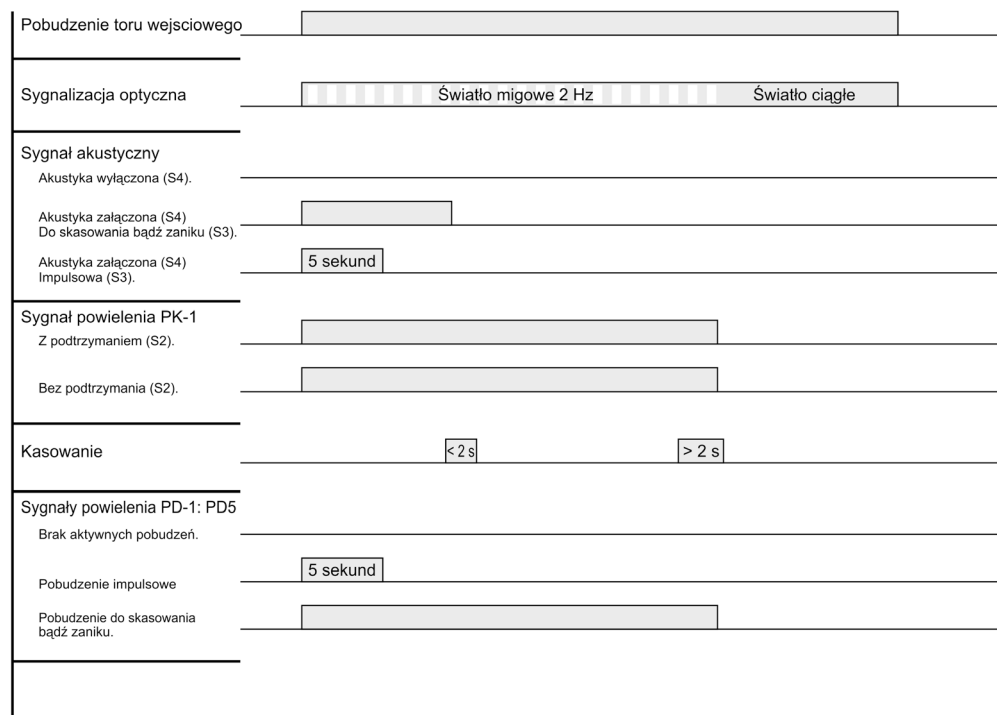 Pobudzenie toru wejsciowego
Sygnalizacja optyczna
Światło migowe 2 Hz
Światło ciągłe
Sygnał akustyczny
Akustyka wyłączona (S4).
Akustyka załączona (S4)
Do skasowania bądź zaniku (S3).
Akustyka załączona (S4)
Impulsowa (S3).
5 sekund
Sygnał powielenia PK-1
Z podtrzymaniem (S2).
Bez podtrzymania (S2).
Kasowanie
< 2 s
> 2 s
Sygnały powielenia PD-1: PD5
Brak aktywnych pobudzeń.
Pobudzenie impulsowe
5 sekund
Pobudzenie do skasowania
bądź zaniku.